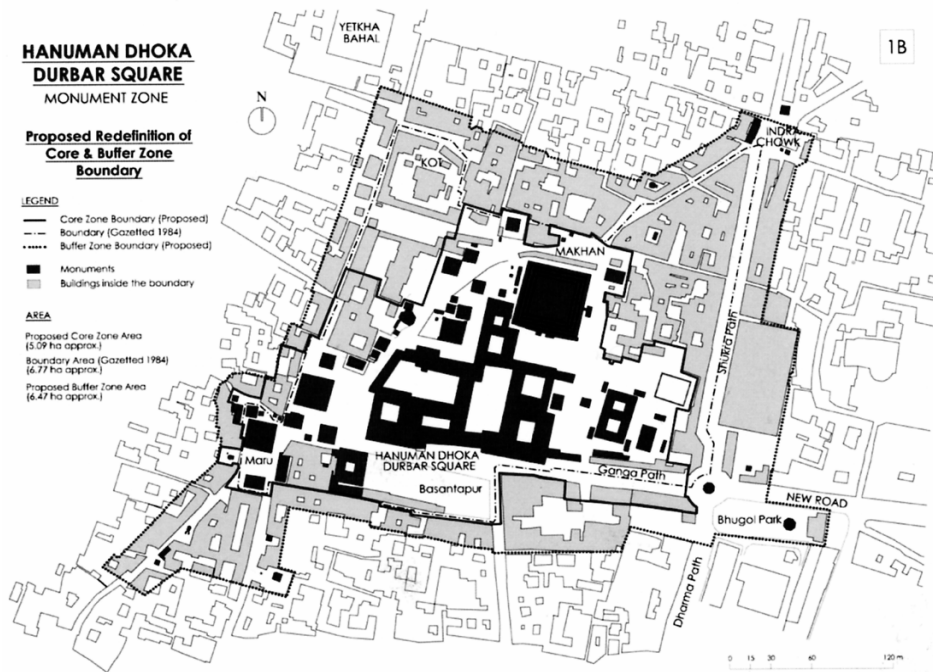 HANUMAN DHOKA
DURBAR SQUARE
MONUMENT ZONE
N
Proposed Redefinition of
Core & Buffer Zone
Boundary
LEGEND
Core Zone Boundary (Proposed)
Boundary (Gazetted 1984)
Buffer Zone Boundary (Proposed)
Monuments
Buildings inside the boundary
AREA
Proposed Core Zone Area
(5.09 ha approx.)
Boundary Area (Gazetted 1984)
(6.77 ha approx.)
Proposed Buffer Zone Area
(6.47 ha approx.)
YETKHA
BAHAL
1B
INDRA
CHOWK
KOT
MAKHAN
Shukra Path
Maru
HANUMAN DHOKA
DURBAR SQUARE
Basantapur
Ganga Path
NEW ROAD
Bhugol Park
Dharma Path
0 15 30 60 120 m